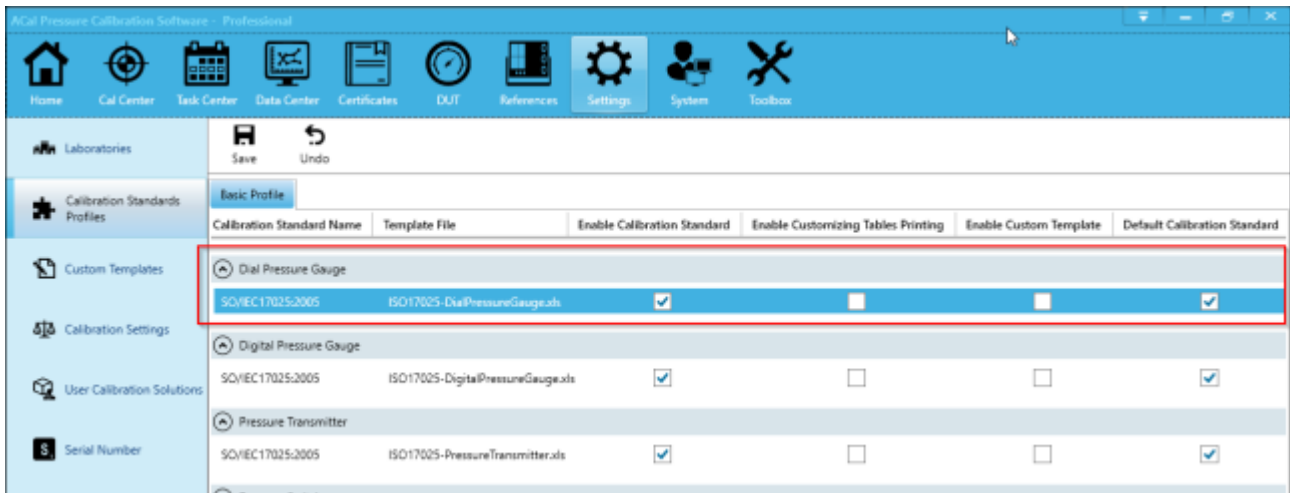 ACal Pressure Calibration Software - Professional
Home Cal Center Task Center Data Center Certificates DUT References Settings System Toolbox
Laboratories
Save Undo
Calibration Standards Profiles
Basic Profile
Calibration Standard Name Template File Enable Calibration Standard Enable Customizing Tables Printing Enable Custom Template Default Calibration Standard
Custom Templates
Dial Pressure Gauge
SO/IEC17025:2005 ISO17025-DialPressureGauge.xls
Calibration Settings
Digital Pressure Gauge
SO/IEC17025:2005 ISO17025-DigitalPressureGauge.xls
User Calibration Solutions
Pressure Transmitter
Serial Number
SO/IEC17025:2005 ISO17025-PressureTransmitter.xls